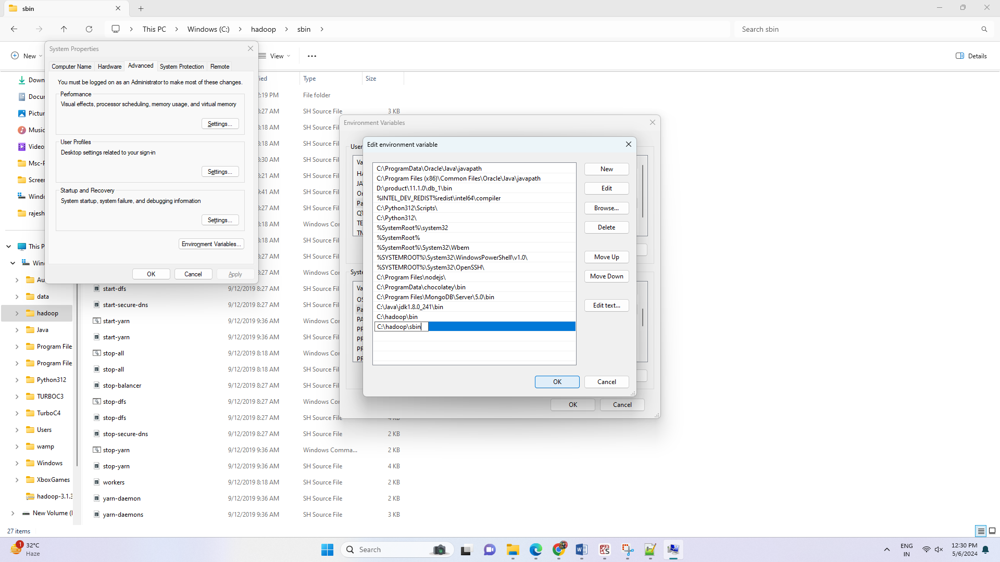 sbin
This PC
Windows (C:)
hadoop
sbin
Search sbin
New
View
Details
System Properties
Computer Name
Hardware
Advanced
System Protection
Remote
You must be logged on as an Administrator to make most of these changes.
Performance
Visual effects, processor scheduling, memory usage, and virtual memory
Settings...
User Profiles
Desktop settings related to your sign-in
Settings...
Startup and Recovery
System startup, system failure, and debugging information
Settings...
Environment Variables...
OK
Cancel
Apply
Down
Docu
Pictur
Music
Video
Msc-
Screer
Windo
rajesh
This P
Wind
Au
data
hadoop
Java
Program File
Program File
Python312
TURBOC3
TurboC4
Users
wamp
Windows
XboxGames
hadoop-3.1.3
New Volume (
Type
Size
2:19 PM File folder
8:27 AM SH Source File 3 KB
8:18 AM SH Source Fil
8:18 AM SH Source Fil
8:30 AM SH Source Fil
8:21 AM SH Source Fil
9:41 AM SH Source Fil
8:27 AM SH Source Fil
8:18 AM Windows Cor
8:18 AM SH Source Fil
8:27 AM SH Source Fil
8:27 AM Windows Cor
start-dfs 9/12/2019 8:27 AM SH Source Fil
start-secure-dns 9/12/2019 8:27 AM SH Source Fil
start-yarn 9/12/2019 9:36 AM Windows Cor
start-yarn 9/12/2019 9:36 AM SH Source Fil
stop-all 9/12/2019 8:18 AM Windows Cor
stop-all 9/12/2019 8:18 AM SH Source Fil
stop-balancer 9/12/2019 8:27 AM SH Source Fil
stop-dfs 9/12/2019 8:27 AM Windows Cor
stop-dfs 9/12/2019 8:27 AM SH Source File 4 KB
stop-secure-dns 9/12/2019 8:27 AM SH Source File 2 KB
stop-yarn 9/12/2019 9:36 AM Windows Comma... 2 KB
stop-yarn 9/12/2019 9:36 AM SH Source File 4 KB
workers 9/12/2019 8:18 AM SH Source File 2 KB
yarn-daemon 9/12/2019 9:36 AM SH Source File 2 KB
yarn-daemons 9/12/2019 9:36 AM SH Source File 3 KB
Environment Variables
User
Va
HA
JA
Or
Pa
QT
TE
TM
Syste
Va
OS
Pa
PA
PR
PR
PR
PR
OK
Cancel
Edit environment variable
C:\ProgramData\Oracle\Java\javapath
C:\Program Files (x86)\Common Files\Oracle\Java\javapath
D:\product\11.1.0\db_1\bin
%INTEL_DEV_REDIST%redist\intel64\compiler
C:\Python312\Scripts\
C:\Python312\
%SystemRoot%\system32
%SystemRoot%
%SystemRoot%\System32\Wbem
%SYSTEMROOT%\System32\WindowsPowerShell\v1.0\
%SYSTEMROOT%\System32\OpenSSH\
C:\Program Files\nodejs\
C:\ProgramData\chocolatey\bin
C:\Program Files\MongoDB\Server\5.0\bin
C:\Java\jdk1.8.0_241\bin
C:\hadoop\bin
C:\hadoop\sbin
New
Edit
Browse...
Delete
Move Up
Move Down
Edit text...
OK
Cancel
27 items
1
32°C
Haze
Search
ENG
IN
12:30 PM
5/6/2024